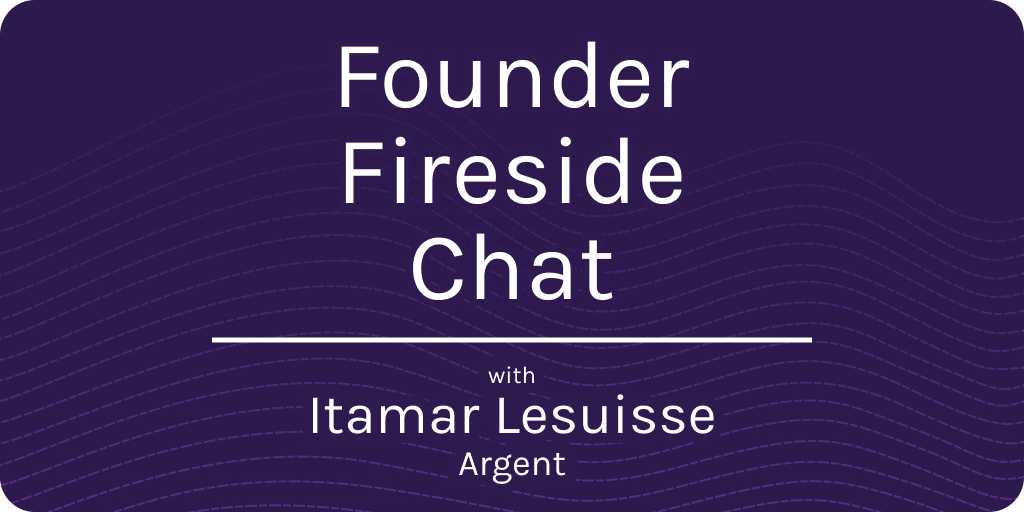 Founder
Fireside
Chat
with
Itamar Lesuisse
Argent